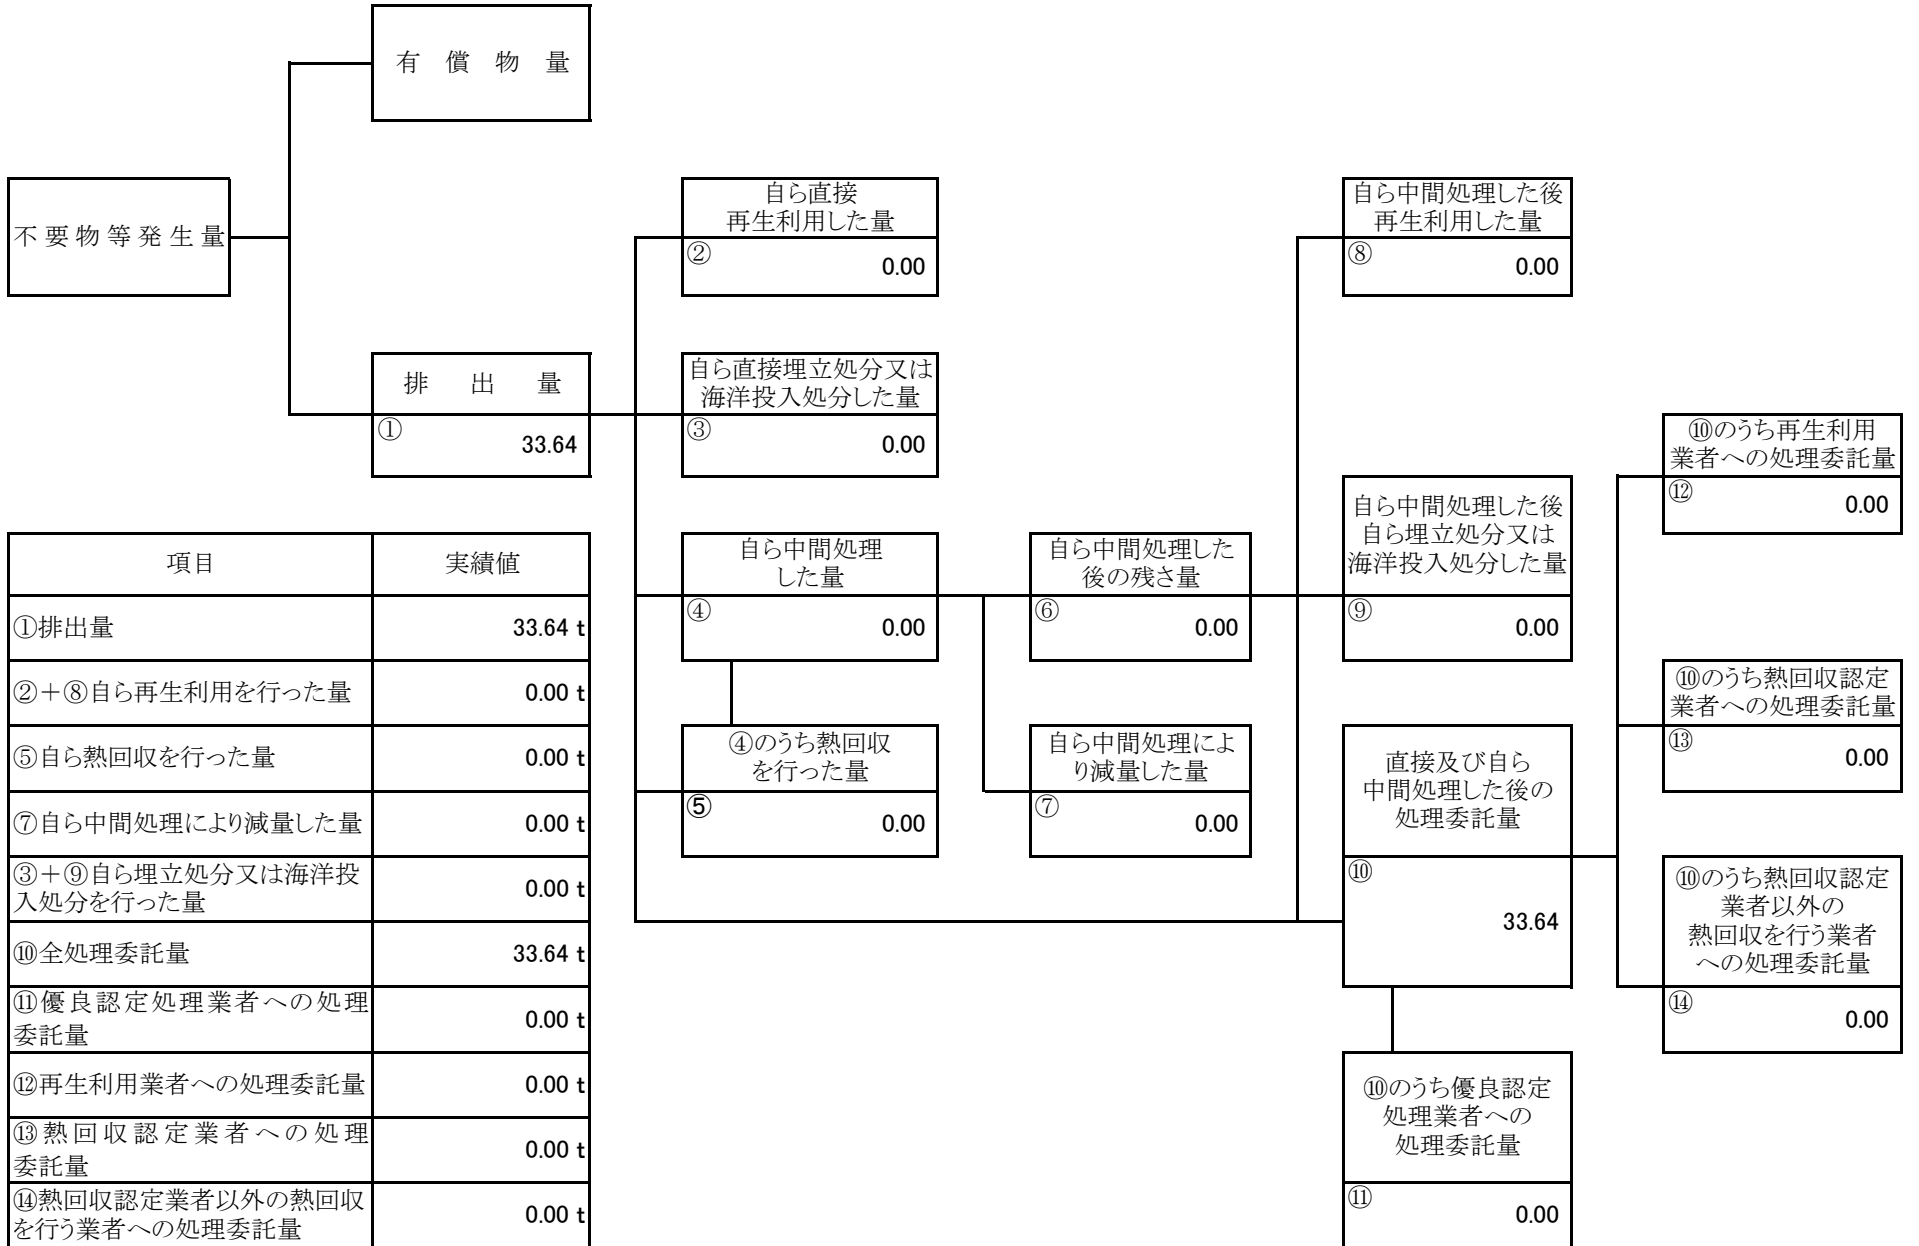 有償物量
不要物等発生量
排出量
①
33.64
自ら直接
再生利用した量
②
0.00
自ら直接埋立処分又は
海洋投入処分した量
③
0.00
自ら中間処理
した量
④
0.00
④のうち熱回収
を行った量
⑤
0.00
自ら中間処理した
後の残さ量
⑥
0.00
自ら中間処理によ
り減量した量
⑦
0.00
自ら中間処理した後
再生利用した量
⑧
0.00
自ら中間処理した後
自ら埋立処分又は
海洋投入処分した量
⑨
0.00
直接及び自ら
中間処理した後の
処理委託量
⑩
33.64
⑩のうち優良認定
処理業者への
処理委託量
⑪
0.00
⑩のうち再生利用
業者への処理委託量
⑫
0.00
⑩のうち熱回収認定
業者への処理委託量
⑬
0.00
⑩のうち熱回収認定
業者以外の
熱回収を行う業者
への処理委託量
⑭
0.00
項目 実績値
①排出量 33.64 t
②＋⑧自ら再生利用を行った量 0.00 t
⑤自ら熱回収を行った量 0.00 t
⑦自ら中間処理により減量した量 0.00 t
③＋⑨自ら埋立処分又は海洋投
入処分を行った量 0.00 t
⑩全処理委託量 33.64 t
⑪優良認定処理業者への処理
委託量 0.00 t
⑫再生利用業者への処理委託量 0.00 t
⑬熱回収認定業者への処理
委託量 0.00 t
⑭熱回収認定業者以外の熱回収
を行う業者への処理委託量 0.00 t